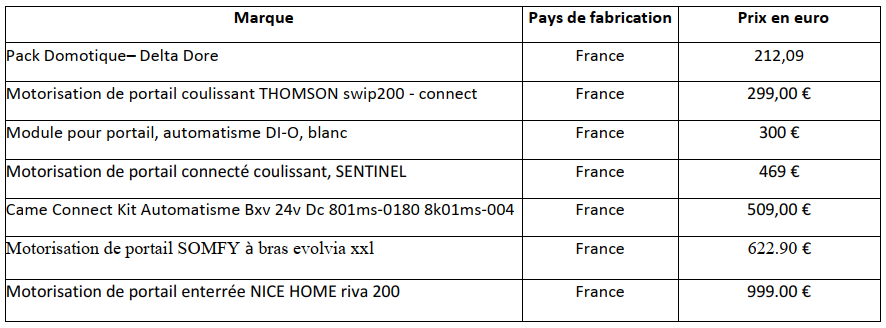 Marque Pays de fabrication Prix en euro
Pack Domotique– Delta Dore France 212,09
Motorisation de portail coulissant THOMSON swip200 - connect France 299,00 €
Module pour portail, automatisme DI-O, blanc France 300 €
Motorisation de portail connecté coulissant, SENTINEL France 469 €
Came Connect Kit Automatisme Bxv 24v Dc 801ms-0180 8k01ms-004 France 509,00 €
Motorisation de portail SOMFY à bras evolvia xxl France 622.90 €
Motorisation de portail enterrée NICE HOME riva 200 France 999.00 €